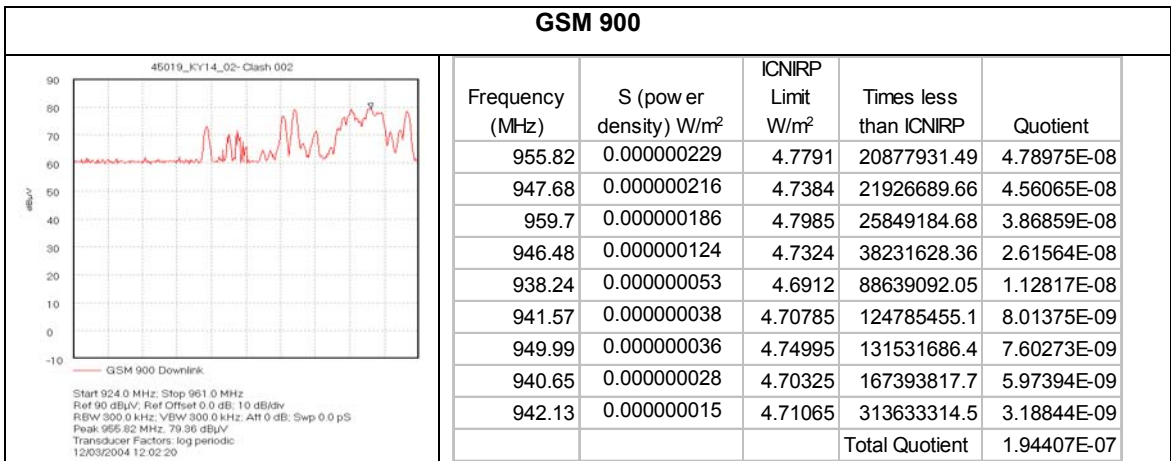 GSM 900
45019_KY14_02- Clash 002
90
80
70
60
50
40
30
20
10
0
-10
dBµV
GSM 900 Downlink
Start 924.0 MHz; Stop 961.0 MHz
Ref 90 dBµV; Ref Offset 0.0 dB; 10 dB/div
RBW 300.0 kHz; VBW 300.0 kHz; Att 0 dB; Swp 0.0 pS
Peak 955.82 MHz, 79.36 dBµV
Transducer Factors: log periodic
12/03/2004 12:02:20
Frequency (MHz) S (power density) W/m² ICNIRP Limit W/m² Times less than ICNIRP Quotient
955.82 0.000000229 4.7791 20877931.49 4.78975E-08
947.68 0.000000216 4.7384 21926689.66 4.56065E-08
959.7 0.000000186 4.7985 25849184.68 3.86859E-08
946.48 0.000000124 4.7324 38231628.36 2.61564E-08
938.24 0.000000053 4.6912 88639092.05 1.12817E-08
941.57 0.000000038 4.70785 124785455.1 8.01375E-09
949.99 0.000000036 4.74995 131531686.4 7.60273E-09
940.65 0.000000028 4.70325 167393817.7 5.97394E-09
942.13 0.000000015 4.71065 313633314.5 3.18844E-09
Total Quotient 1.94407E-07